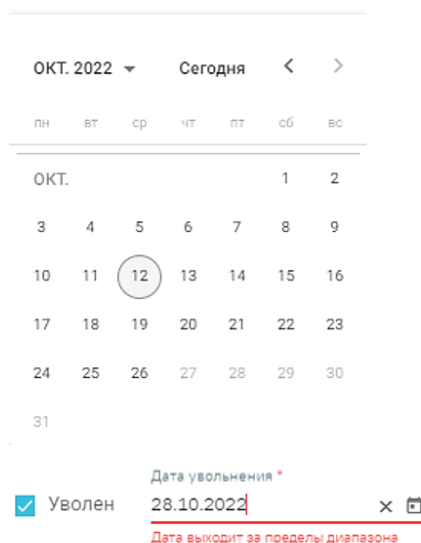 ОКТ. 2022 Сегодня
пн вт ср чт пт сб вс
ОКТ. 1 2
3 4 5 6 7 8 9
10 11 12 13 14 15 16
17 18 19 20 21 22 23
24 25 26 27 28 29 30
31
Дата увольнения *
Уволен 28.10.2022
Дата выходит за пределы диапазона